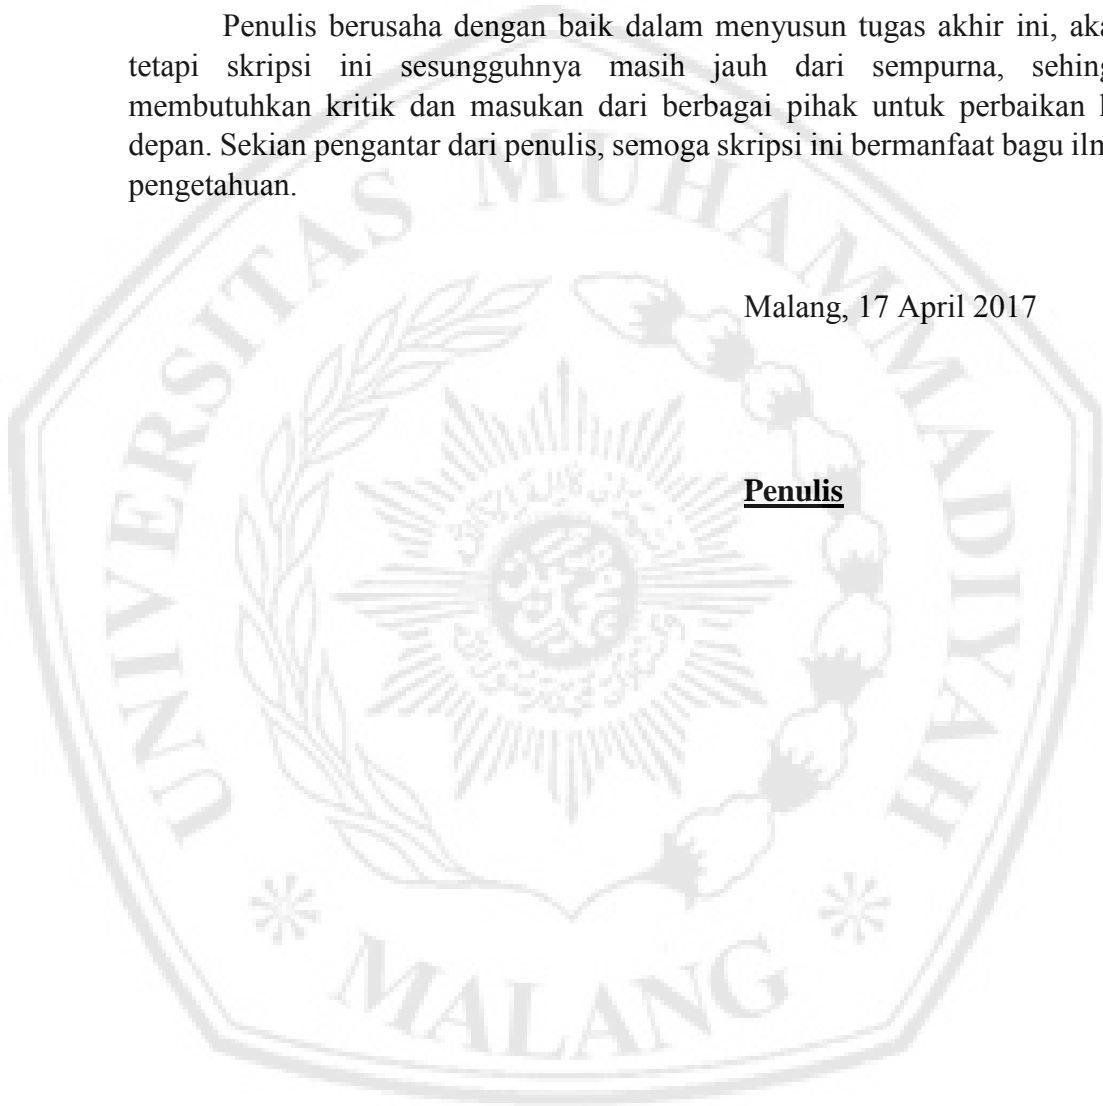 Penulis berusaha dengan baik dalam menyusun tugas akhir ini, aka
tetapi skripsi ini sesungguhnya masih jauh dari sempurna, sehing
membutuhkan kritik dan masukan dari berbagai pihak untuk perbaikan
depan. Sekian pengantar dari penulis, semoga skripsi ini bermanfaat bagu ilm
pengetahuan.
Malang, 17 April 2017
Penulis
UNIVERSITAS MUHAMMADIYAH
MALANG